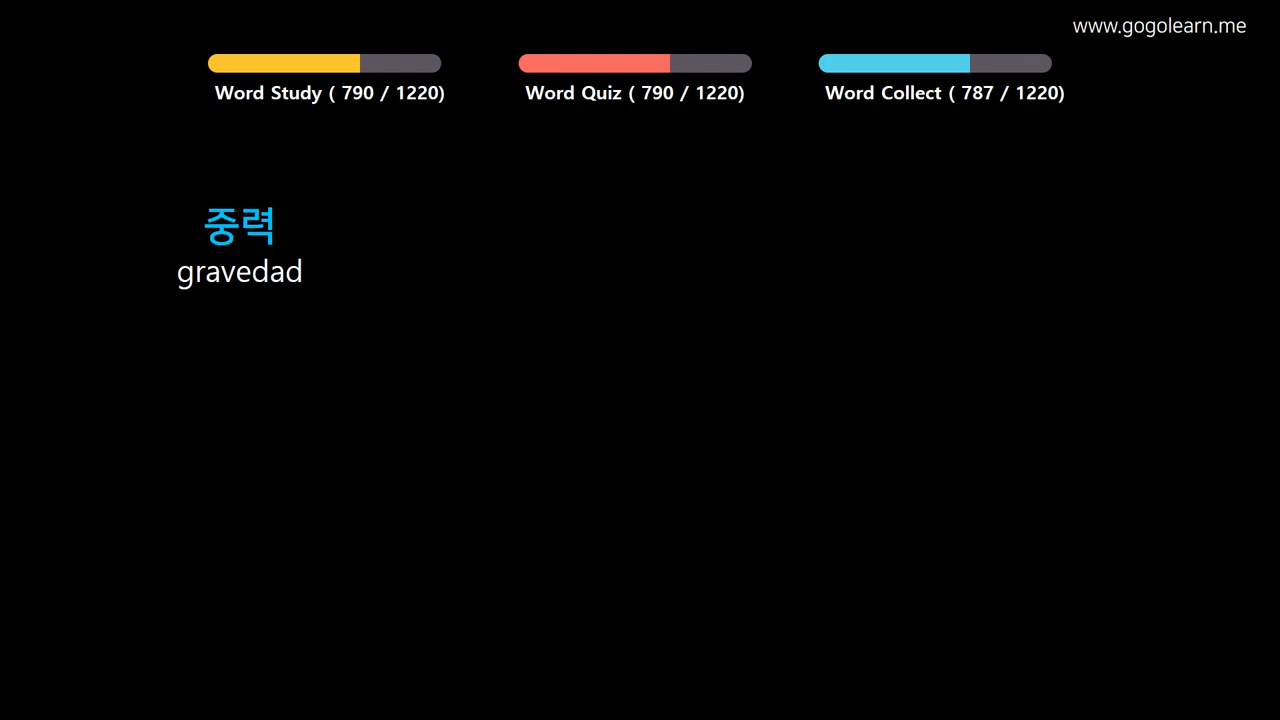 www.gogolearn.me
Word Study ( 790 / 1220)
Word Quiz ( 790 / 1220)
Word Collect ( 787 / 1220)
중력
gravedad